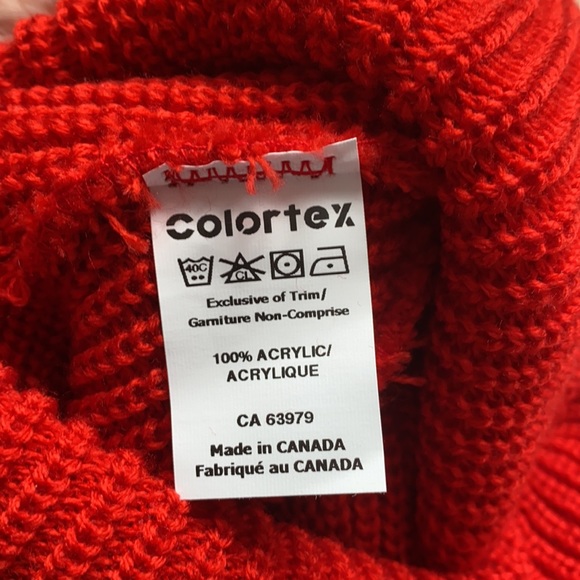 Colortex
40C
CL
Exclusive of Trim/
Garniture Non-Comprise
100% ACRYLIC/
ACRYLIQUE
CA 63979
Made in CANADA
Fabriqué au CANADA